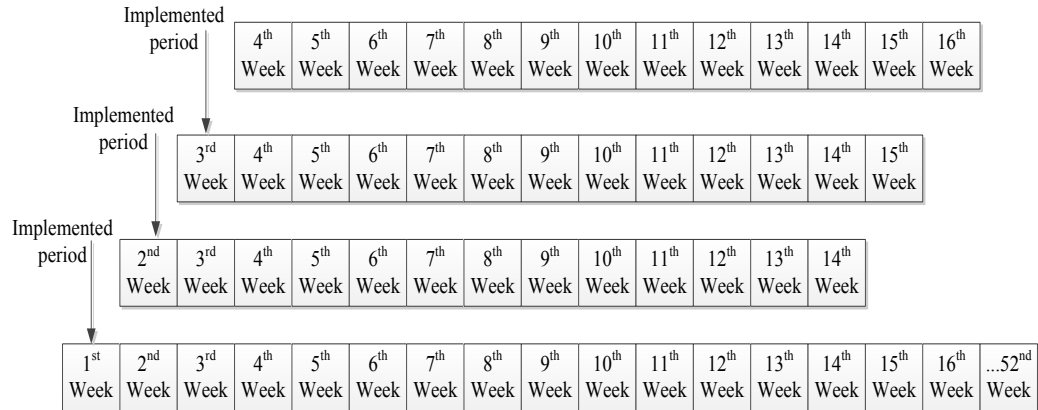 Implemented
period
4th 5th 6th 7th 8th 9th 10th 11th 12th 13th 14th 15th 16th
Week Week Week Week Week Week Week Week Week Week Week Week Week
Implemented
period
3rd 4th 5th 6th 7th 8th 9th 10th 11th 12th 13th 14th 15th
Week Week Week Week Week Week Week Week Week Week Week Week Week
Implemented
period
2nd 3rd 4th 5th 6th 7th 8th 9th 10th 11th 12th 13th 14th
Week Week Week Week Week Week Week Week Week Week Week Week Week
1st 2nd 3rd 4th 5th 6th 7th 8th 9th 10th 11th 12th 13th 14th 15th 16th ...52nd
Week Week Week Week Week Week Week Week Week Week Week Week Week Week Week Week Week